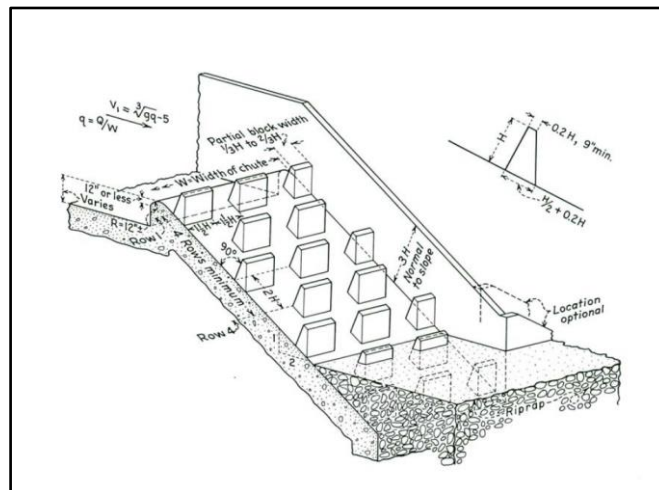 V₁ = ∛gq-5
q = Q/W
Partial block width
1/3H to 2/3H
W=Width of chute
12" or less
Varies
R=12"±
Row 1
4 Rows minimum
1½H
1½H
90°
2H
Row 4
1
2
3H
Normal
to slope
H
0.2H, 9"min.
H/2 + 0.2H
Location
optional
Riprap